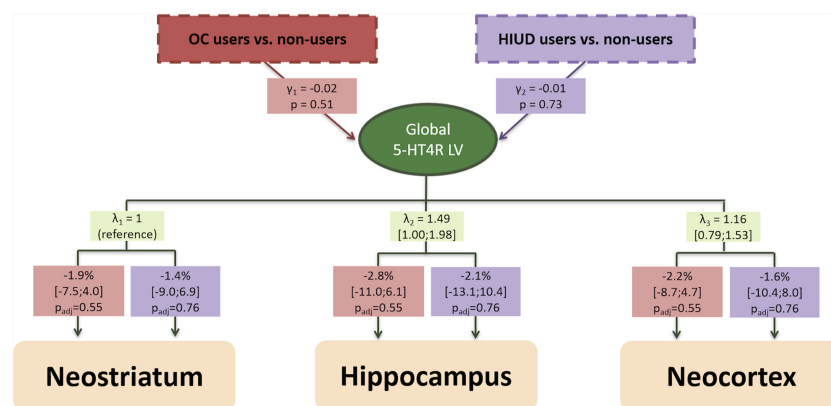 OC users vs. non-users
HIUD users vs. non-users
γ₁ = -0.02
p = 0.51
γ₂ = -0.01
p = 0.73
Global
5-HT4R LV
λ₁ = 1
(reference)
λ₂ = 1.49
[1.00;1.98]
λ₃ = 1.16
[0.79;1.53]
-1.9%
[-7.5;4.0]
padj=0.55
-1.4%
[-9.0;6.9]
padj=0.76
-2.8%
[-11.0;6.1]
padj=0.55
-2.1%
[-13.1;10.4]
padj=0.76
-2.2%
[-8.7;4.7]
padj=0.55
-1.6%
[-10.4;8.0]
padj=0.76
Neostriatum
Hippocampus
Neocortex